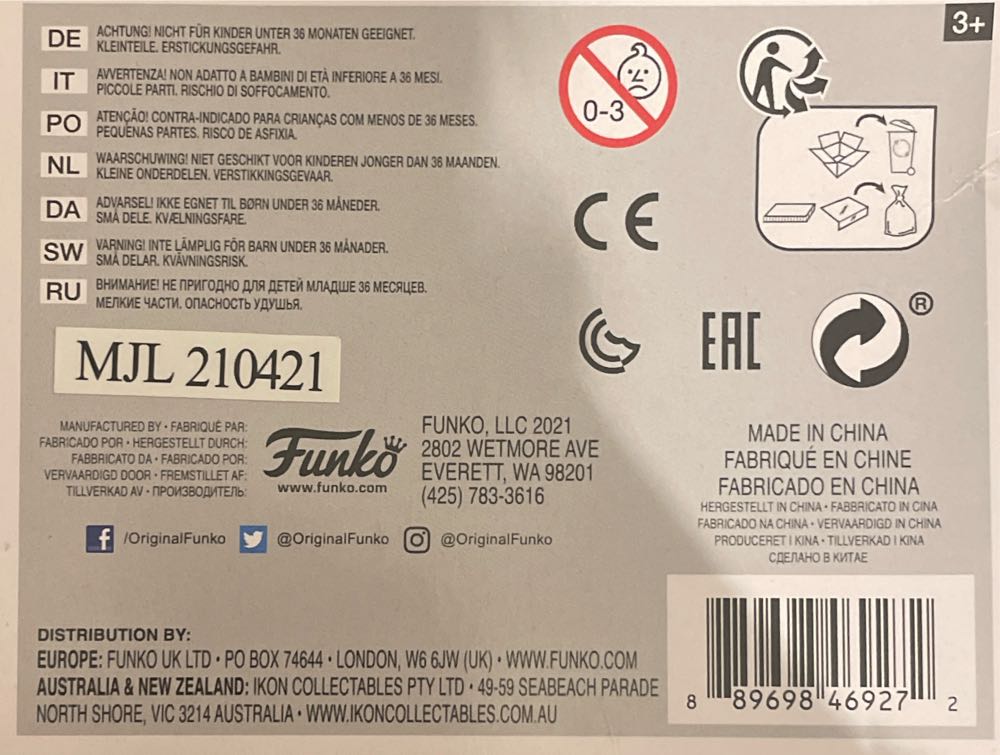 3+
DE ACHTUNG! NICHT FÜR KINDER UNTER 36 MONATEN GEEIGNET.
KLEINTEILE. ERSTICKUNGSGEFAHR.
IT AVVERTENZA! NON ADATTO A BAMBINI DI ETÀ INFERIORE A 36 MESI.
PICCOLE PARTI. RISCHIO DI SOFFOCAMENTO.
PO ATENÇÃO! CONTRA-INDICADO PARA CRIANÇAS COM MENOS DE 36 MESES.
PEQUENAS PARTES. RISCO DE ASFIXIA.
NL WAARSCHUWING! NIET GESCHIKT VOOR KINDEREN JONGER DAN 36 MAANDEN.
KLEINE ONDERDELEN. VERSTIKKINGSGEVAAR.
DA ADVARSEL! IKKE EGNET TIL BØRN UNDER 36 MÅNEDER.
SMÅ DELE. KVÆLNINGSFARE.
SW VARNING! INTE LÄMPLIG FÖR BARN UNDER 36 MÅNADER.
SMÅ DELAR. KVÄVNINGSRISK.
RU ВНИМАНИЕ! НЕ ПРИГОДНО ДЛЯ ДЕТЕЙ МЛАДШЕ 36 МЕСЯЦЕВ.
МЕЛКИЕ ЧАСТИ. ОПАСНОСТЬ УДУШЬЯ.
0-3
CE
EAC
®
MJL 210421
MANUFACTURED BY • FABRIQUÉ PAR:
FABRICADO POR • HERGESTELLT DURCH:
FABBRICATO DA • FABRICADO POR:
VERVAARDIGD DOOR • FREMSTILLET AF:
TILLVERKAD AV • ПРОИЗВОДИТЕЛЬ:
Funko
www.funko.com
FUNKO, LLC 2021
2802 WETMORE AVE
EVERETT, WA 98201
(425) 783-3616
MADE IN CHINA
FABRIQUÉ EN CHINE
FABRICADO EN CHINA
HERGESTELLT IN CHINA • FABBRICATO IN CINA
FABRICADO NA CHINA • VERVAARDIGD IN CHINA
PRODUCERET I KINA • TILLVERKAD I KINA
СДЕЛАНО В КИТАЕ
f /OriginalFunko @OriginalFunko @OriginalFunko
DISTRIBUTION BY:
EUROPE: FUNKO UK LTD • PO BOX 74644 • LONDON, W6 6JW (UK) • WWW.FUNKO.COM
AUSTRALIA & NEW ZEALAND: IKON COLLECTABLES PTY LTD • 49-59 SEABEACH PARADE
NORTH SHORE, VIC 3214 AUSTRALIA • WWW.IKONCOLLECTABLES.COM.AU
8 89698 46927 2